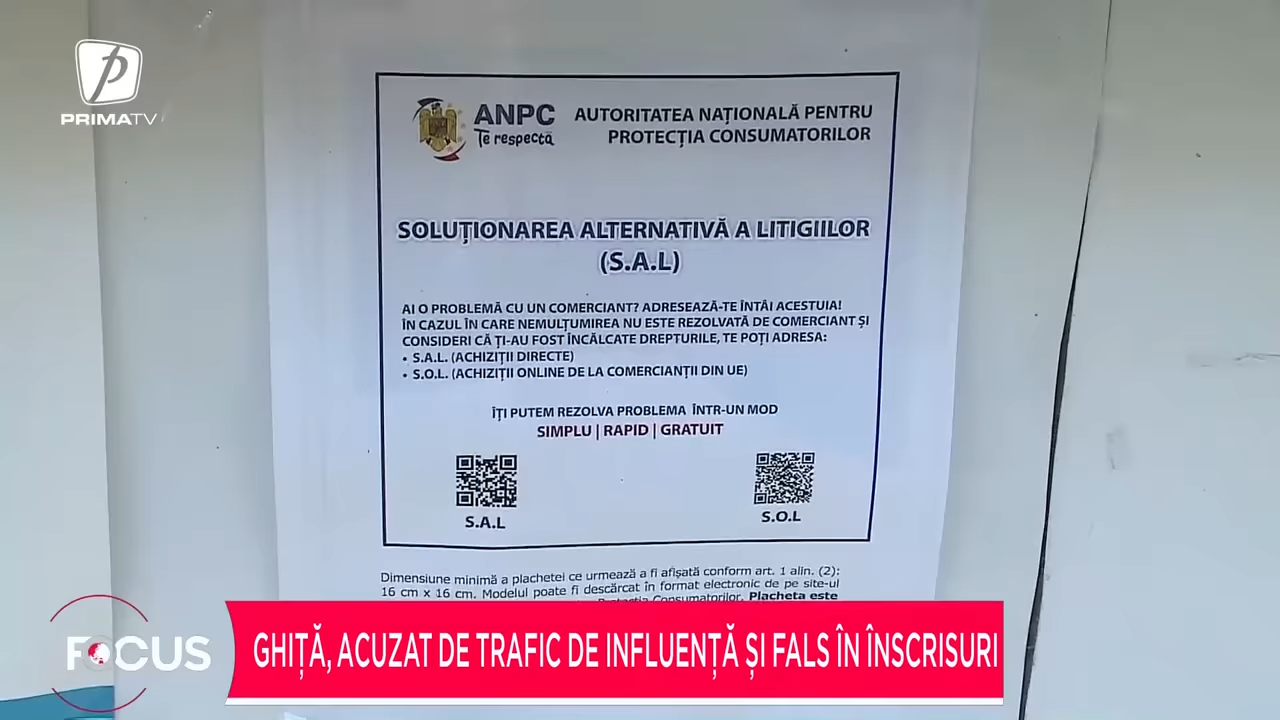 PRIMA TV
ANPC
Te respectă
AUTORITATEA NAȚIONALĂ PENTRU
PROTECȚIA CONSUMATORILOR
SOLUȚIONAREA ALTERNATIVĂ A LITIGIILOR
(S.A.L)
AI O PROBLEMĂ CU UN COMERCIANT? ADRESEAZĂ-TE ÎNTÂI ACESTUIA!
ÎN CAZUL ÎN CARE NEMULȚUMIREA NU ESTE REZOLVATĂ DE COMERCIANT ȘI
CONSIDERI CĂ ȚI-AU FOST ÎNCĂLCATE DREPTURILE, TE POȚI ADRESA:
• S.A.L. (ACHIZIȚII DIRECTE)
• S.O.L. (ACHIZIȚII ONLINE DE LA COMERCIANȚII DIN UE)
ÎȚI PUTEM REZOLVA PROBLEMA ÎNTR-UN MOD
SIMPLU | RAPID | GRATUIT
S.A.L
S.O.L
Dimensiune minimă a plachetei ce urmează a fi afișată conform art. 1 alin. (2):
16 cm x 16 cm. Modelul poate fi descărcat în format electronic de pe site-ul
Consumatorilor. Placheta este
FOCUS
GHIȚĂ, ACUZAT DE TRAFIC DE INFLUENȚĂ ȘI FALS ÎN ÎNSCRISURI